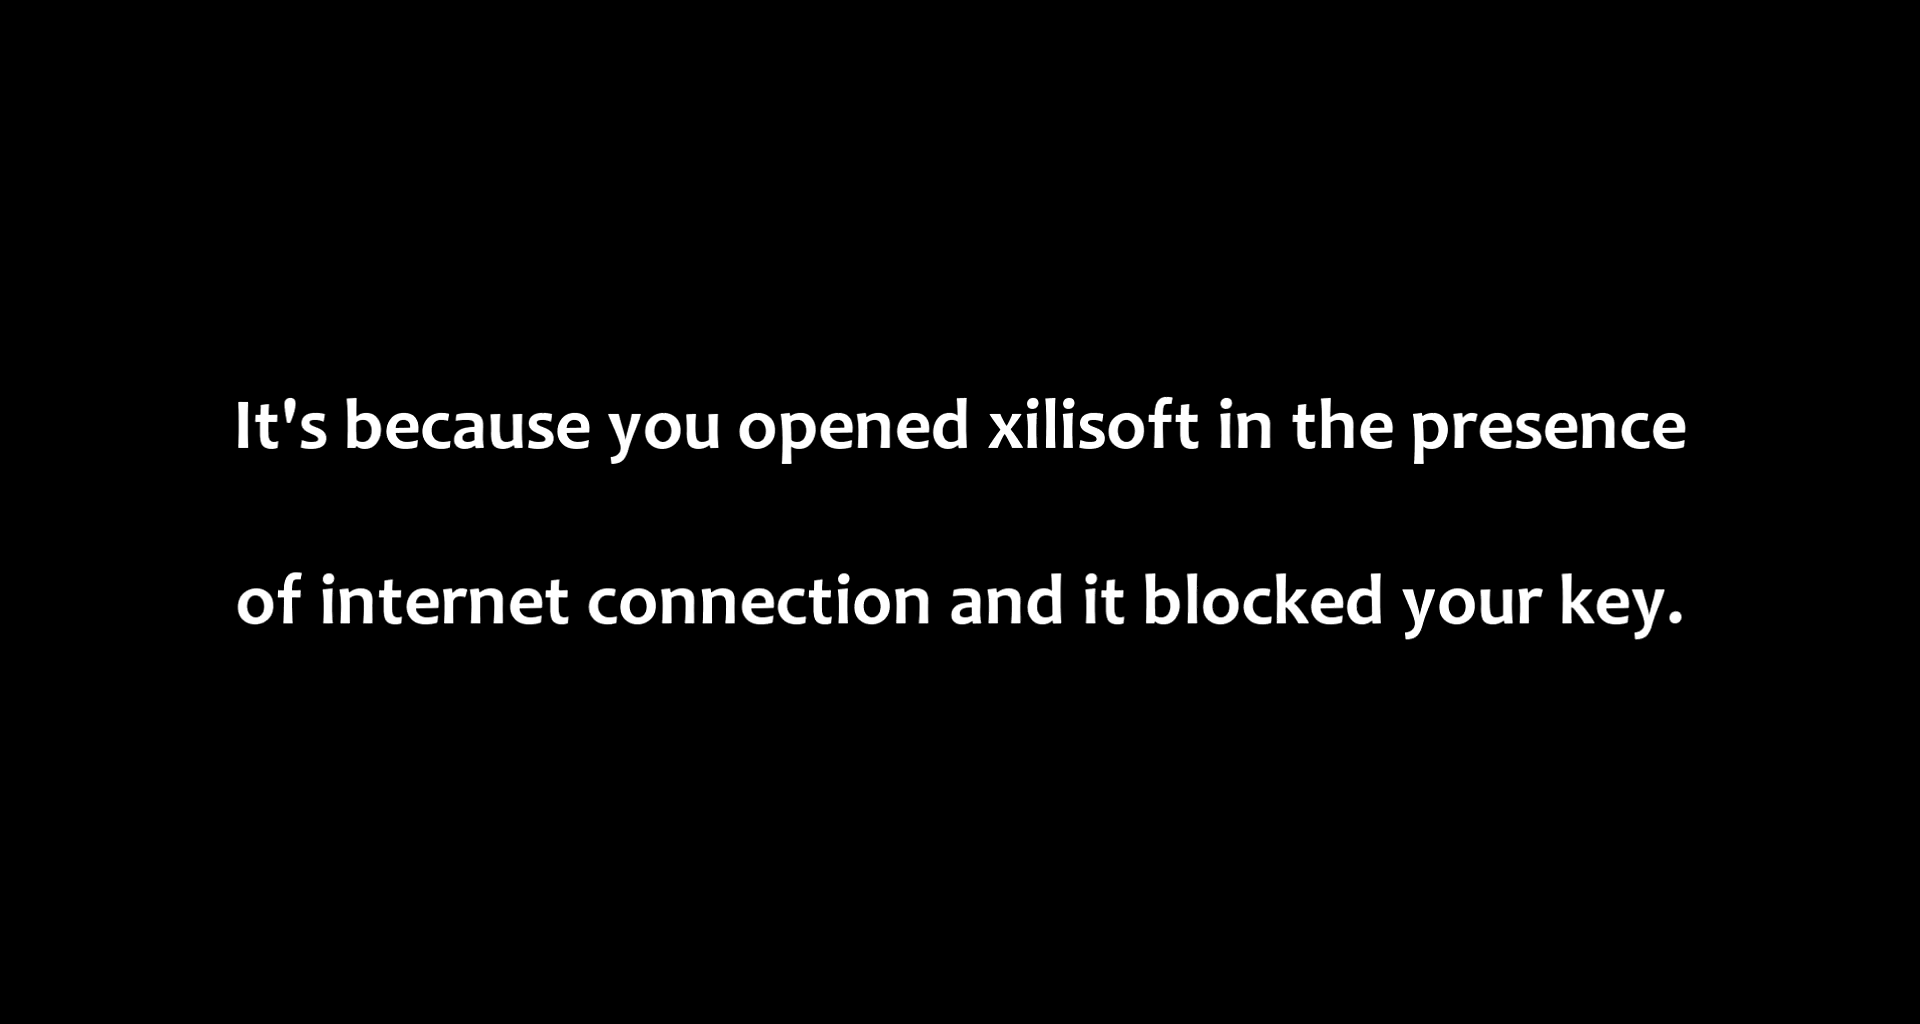 It's because you opened xilisoft in the presence
of internet connection and it blocked your key.